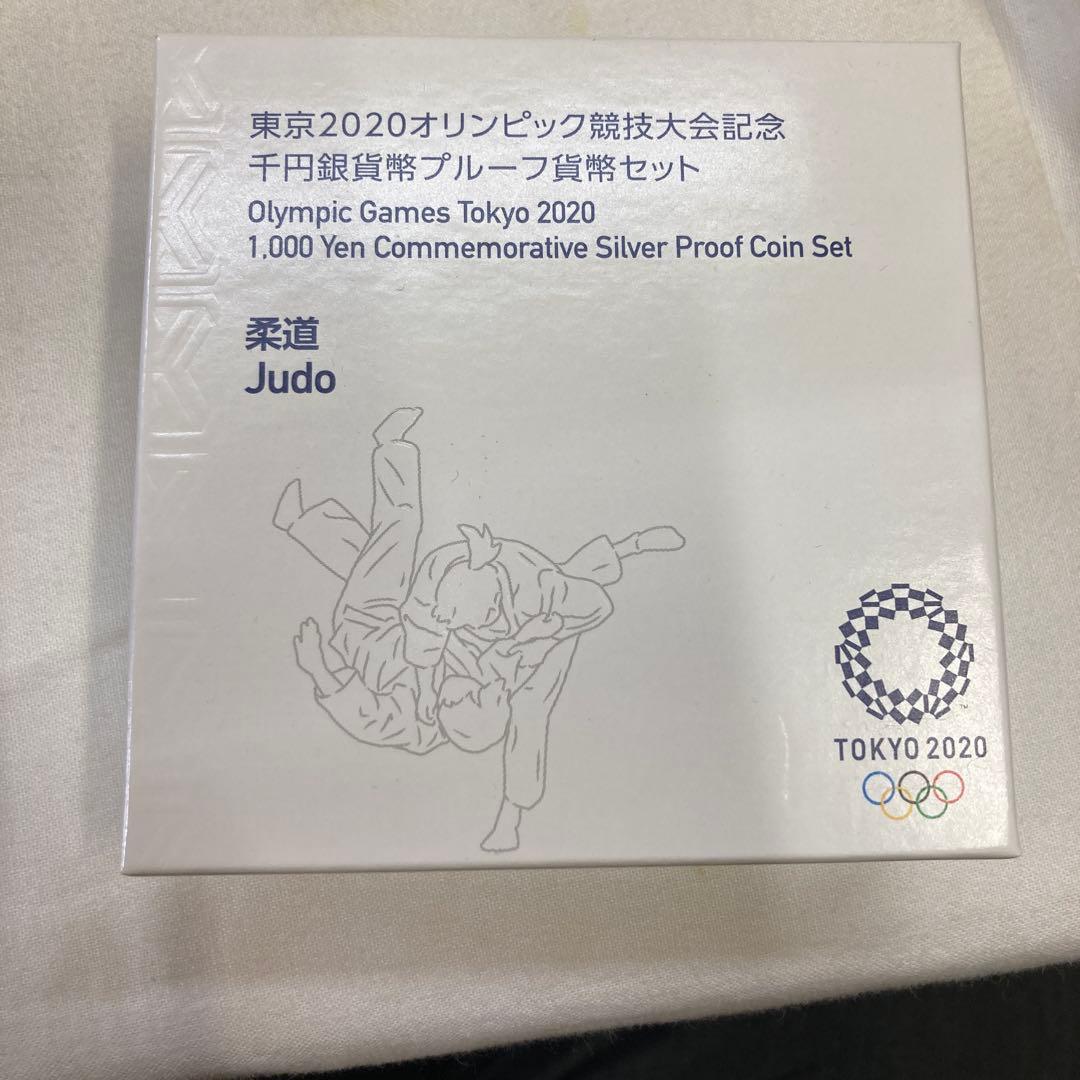 東京2020オリンピック競技大会記念
千円銀貨幣プルーフ貨幣セット
Olympic Games Tokyo 2020
1,000 Yen Commemorative Silver Proof Coin Set
柔道
Judo
TM
TOKYO 2020